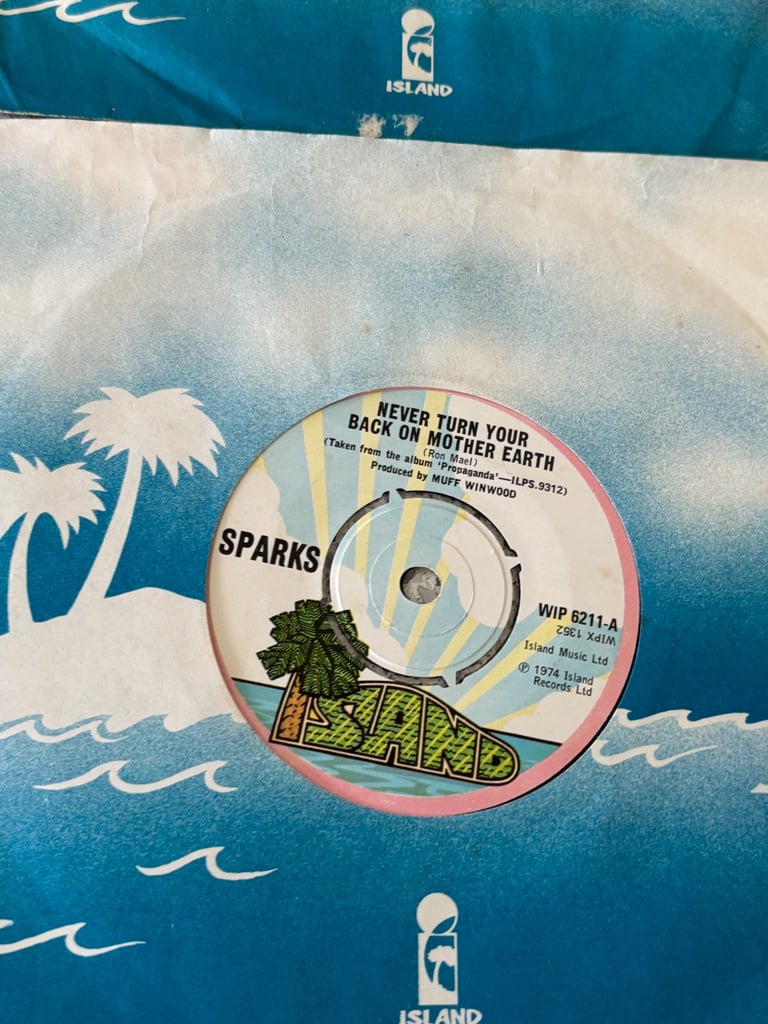 ISLAND
NEVER TURN YOUR
BACK ON MOTHER EARTH
(Ron Mael)
(Taken from the album 'Propaganda'—ILPS.9312)
Produced by MUFF WINWOOD
SPARKS
WIP 6211-A
WIPX 1352
Island Music Ltd
℗ 1974 Island
Records Ltd
ISLAND
ISLAND